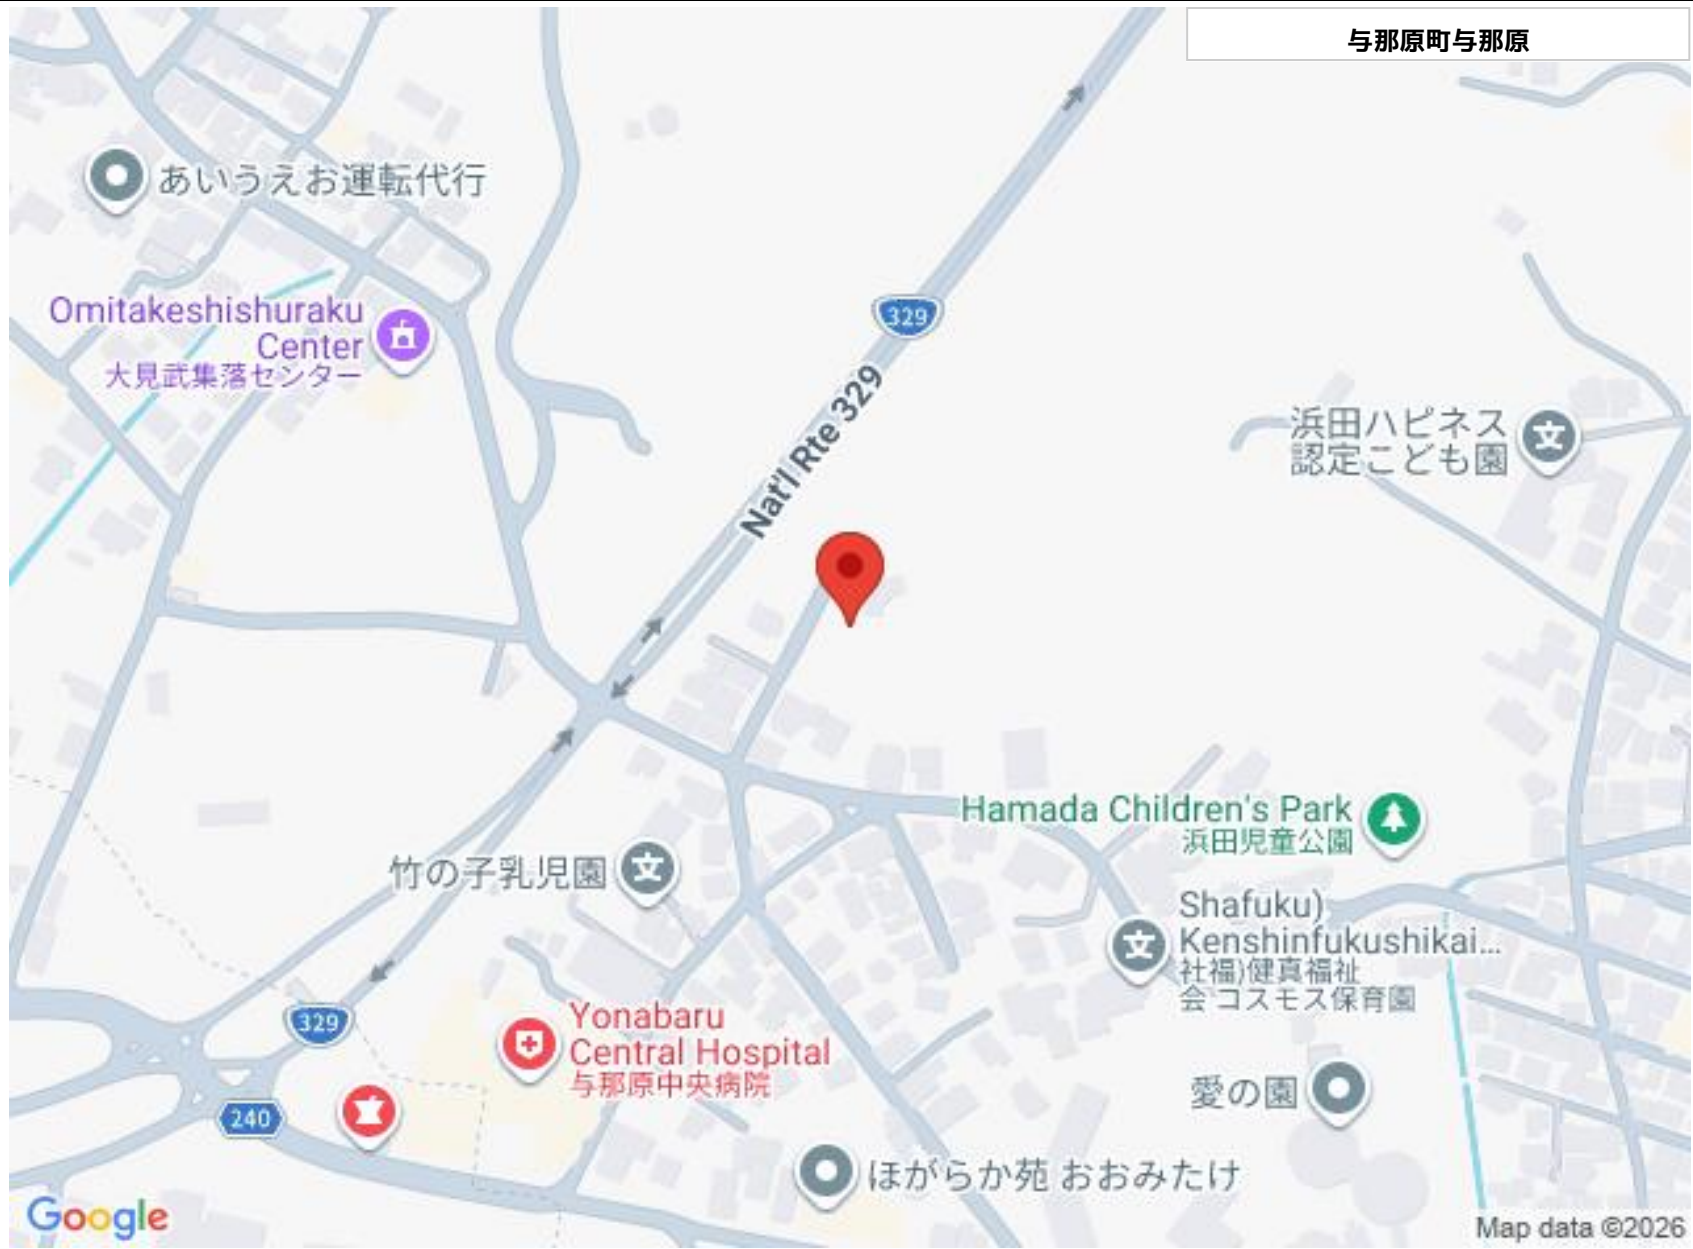 与那原町与那原
あいうえお運転代行
Omitakeshishuraku
Center
大見武集落センター
329
Nat'l Rte 329
浜田ハピネス
認定こども園
Hamada Children's Park
浜田児童公園
竹の子乳児園
Shafuku)
Kenshinfukushikai...
社福)健真福祉
会 コスモス保育園
329
Yonabaru
Central Hospital
与那原中央病院
240
愛の園
ほがらか苑 おおみたけ
Google
Map data ©2026